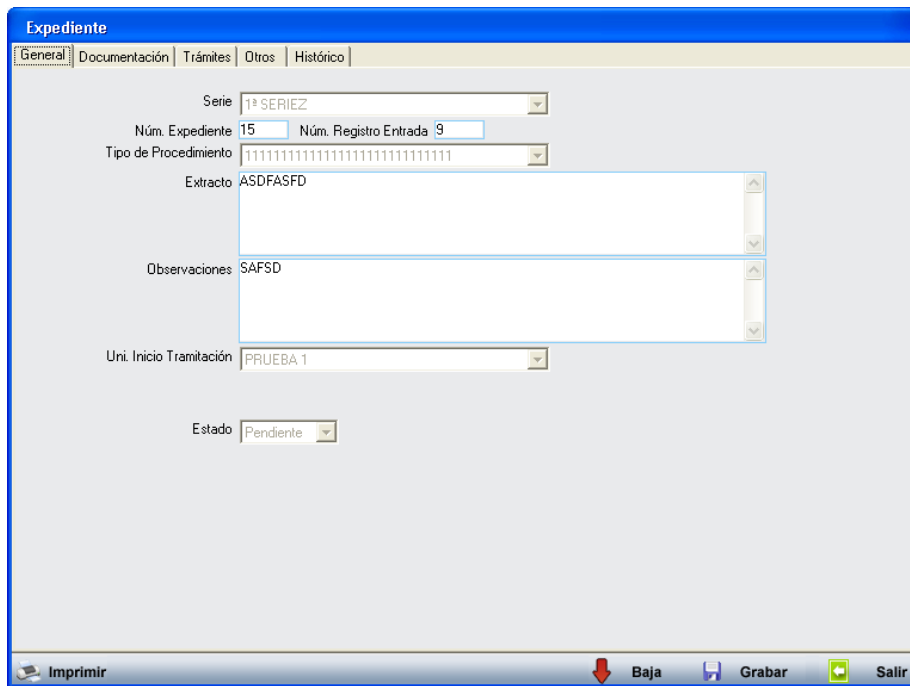 Expediente
General Documentación Trámites Otros Histórico
Serie 1ª SERIEZ
Núm. Expediente 15 Núm. Registro Entrada 9
Tipo de Procedimiento 111111111111111111111111111111
Extracto ASDFASFD
Observaciones SAFSD
Uni. Inicio Tramitación PRUEBA 1
Estado Pendiente
Imprimir Baja Grabar Salir